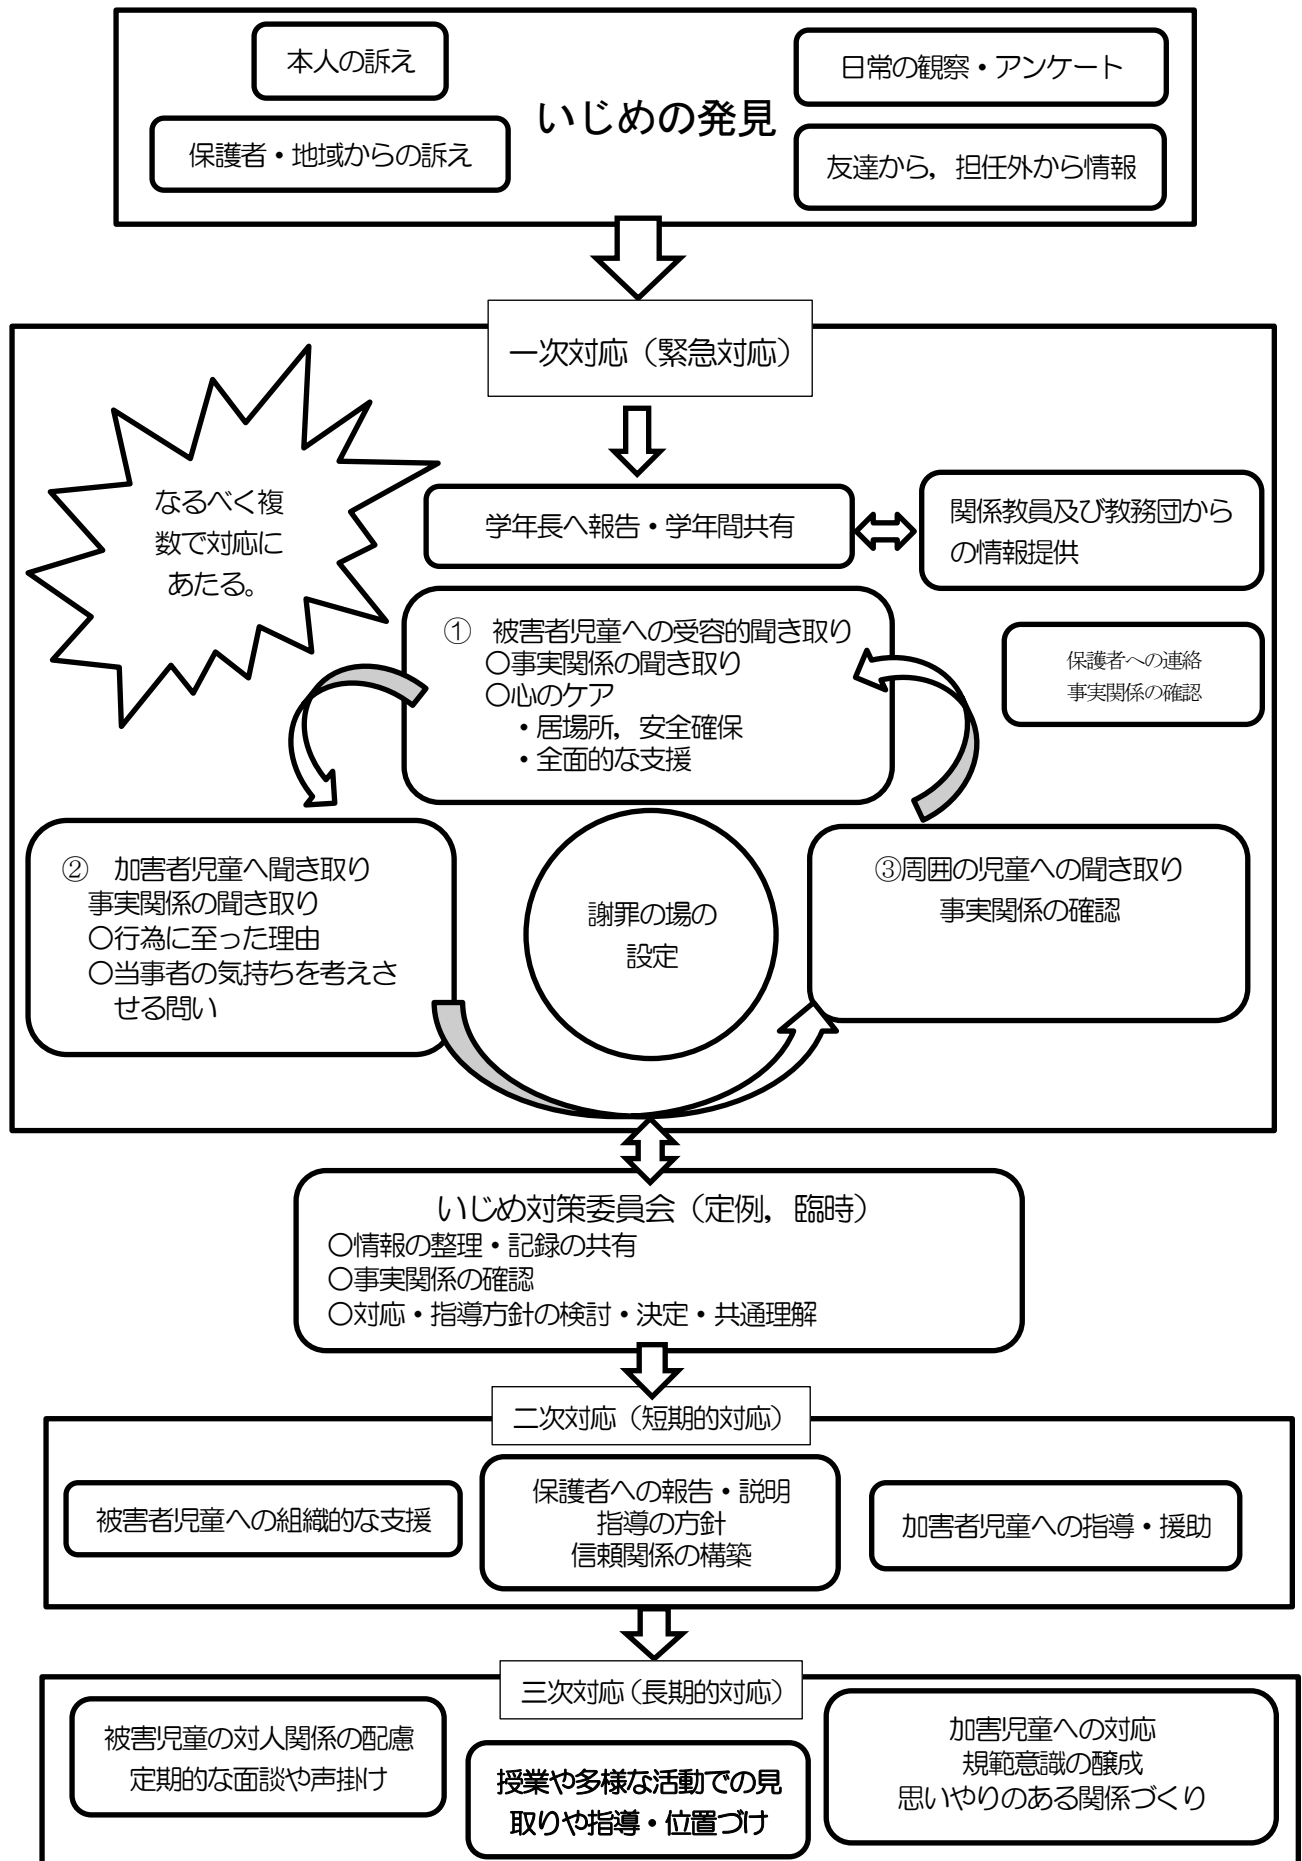 本人の訴え
日常の観察・アンケート
いじめの発見
保護者・地域からの訴え
友達から，担任外から情報
一次対応（緊急対応）
なるべく複
数で対応に
あたる。
学年長へ報告・学年間共有
関係教員及び教務団から
の情報提供
① 被害者児童への受容的聞き取り
○事実関係の聞き取り
○心のケア
・居場所，安全確保
・全面的な支援
保護者への連絡
事実関係の確認
② 加害者児童へ聞き取り
事実関係の聞き取り
○行為に至った理由
○当事者の気持ちを考えさ
せる問い
謝罪の場の
設定
③周囲の児童への聞き取り
事実関係の確認
いじめ対策委員会（定例，臨時）
○情報の整理・記録の共有
○事実関係の確認
○対応・指導方針の検討・決定・共通理解
二次対応（短期的対応）
被害者児童への組織的な支援
保護者への報告・説明
指導の方針
信頼関係の構築
加害者児童への指導・援助
三次対応（長期的対応）
被害児童の対人関係の配慮
定期的な面談や声掛け
授業や多様な活動での見
取りや指導・位置づけ
加害児童への対応
規範意識の醸成
思いやりのある関係づくり